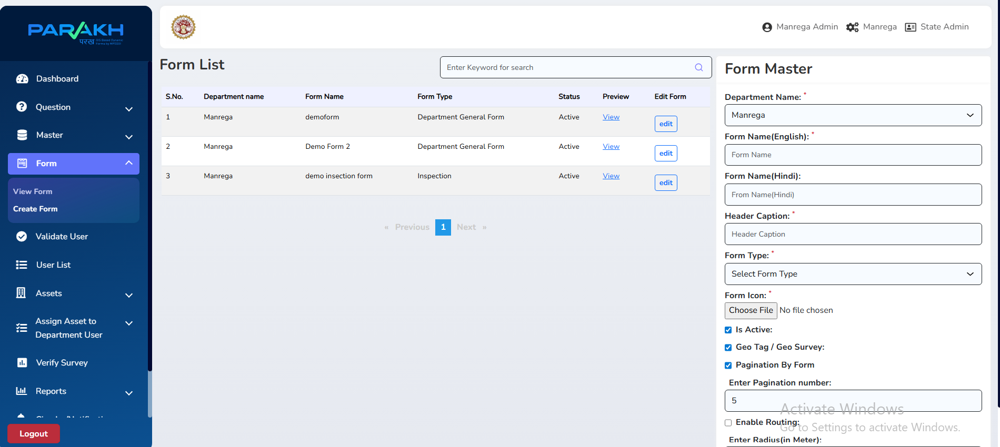 PARAKH
परख GIS Based Dynamic
Forms by MPSSDI
Dashboard
Question
Master
Form
View Form
Create Form
Validate User
User List
Assets
Assign Asset to
Department User
Verify Survey
Reports
Logout
Manrega Admin Manrega State Admin
Form List
Enter Keyword for search
S.No. Department name Form Name Form Type Status Preview Edit Form
1 Manrega demoform Department General Form Active View edit
2 Manrega Demo Form 2 Department General Form Active View edit
3 Manrega demo insection form Inspection Active View edit
« Previous 1 Next »
Form Master
Department Name: *
Manrega
Form Name(English): *
Form Name
Form Name(Hindi):
From Name(Hindi)
Header Caption: *
Header Caption
Form Type: *
Select Form Type
Form Icon: *
Choose File No file chosen
Is Active:
Geo Tag / Geo Survey:
Pagination By Form
Enter Pagination number:
5
Enable Routing:
Enter Radius(in Meter):
Activate Windows
Go to Settings to activate Windows.